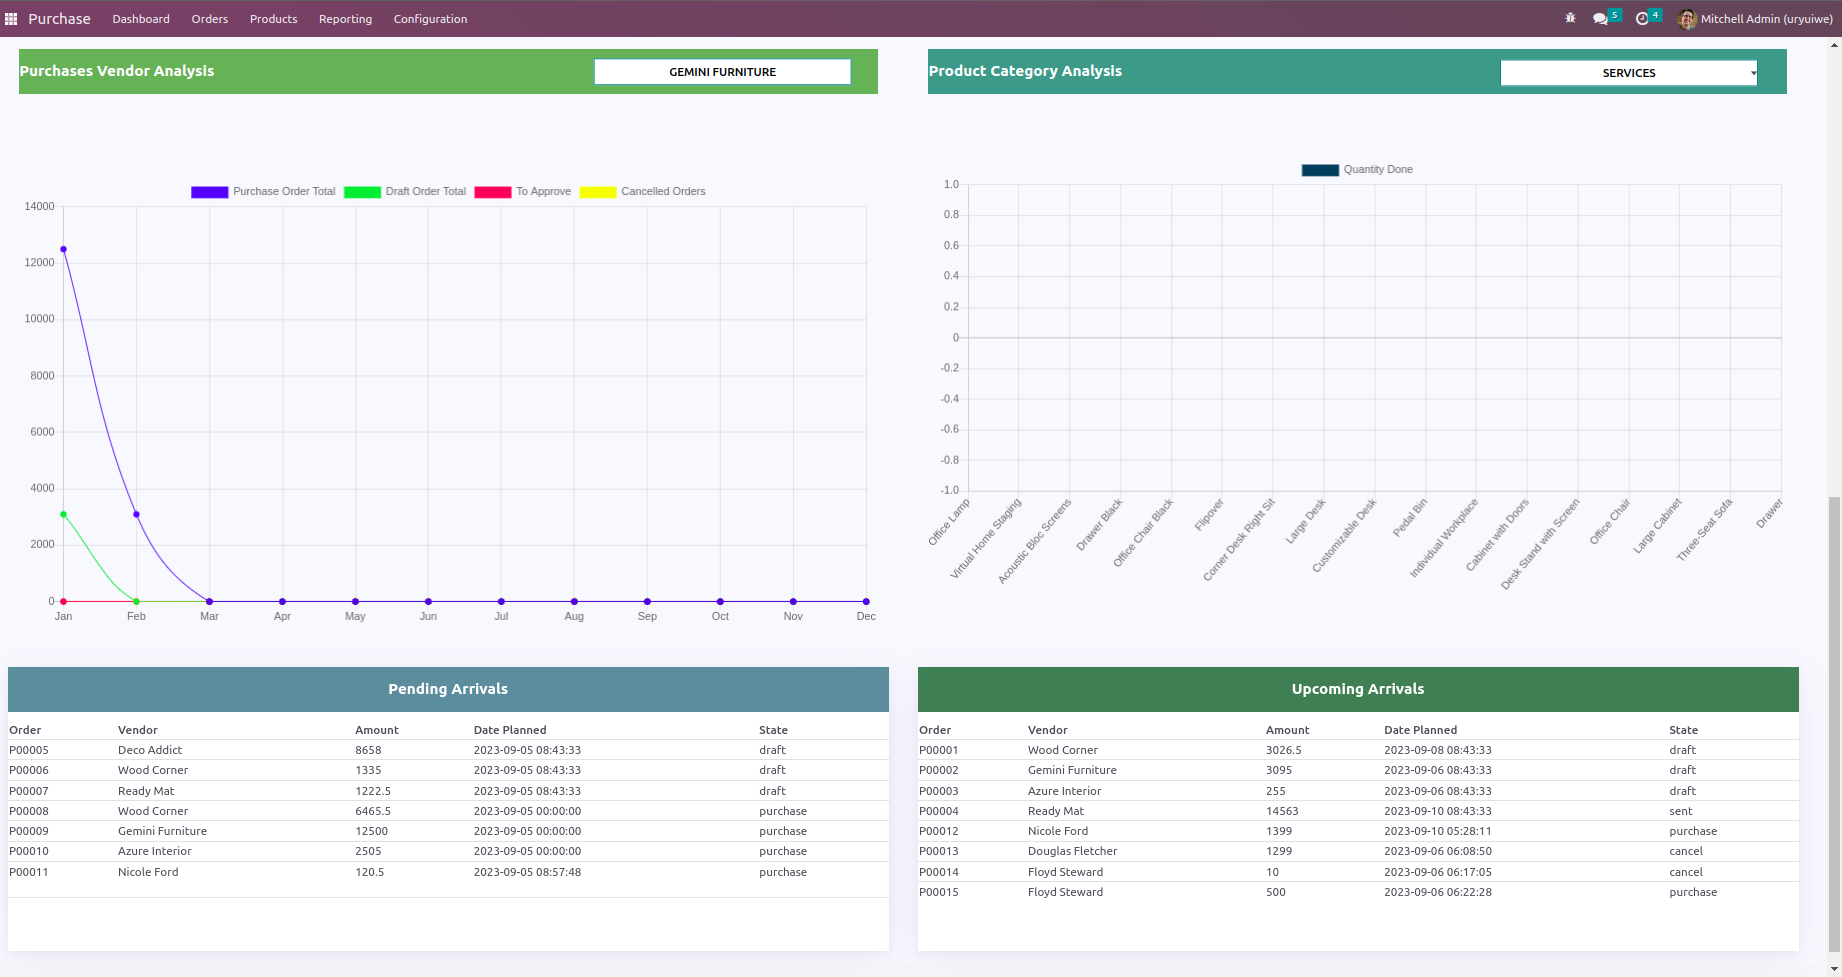 Purchase Dashboard Orders Products Reporting Configuration 5 4 Mitchell Admin (uryuiwe)
Purchases Vendor Analysis GEMINI FURNITURE
Purchase Order Total Draft Order Total To Approve Cancelled Orders
14000
12000
10000
8000
6000
4000
2000
0
Jan Feb Mar Apr May Jun Jul Aug Sep Oct Nov Dec
Product Category Analysis SERVICES
Quantity Done
1.0
0.8
0.6
0.4
0.2
0
-0.2
-0.4
-0.6
-0.8
-1.0
Office Lamp
Virtual Home Staging
Acoustic Bloc Screens
Drawer Black
Office Chair Black
Flipover
Corner Desk Right Sit
Large Desk
Customizable Desk
Pedal Bin
Individual Workplace
Cabinet with Doors
Desk Stand with Screen
Office Chair
Large Cabinet
Three-Seat Sofa
Drawer
Pending Arrivals
Order Vendor Amount Date Planned State
P00005 Deco Addict 8658 2023-09-05 08:43:33 draft
P00006 Wood Corner 1335 2023-09-05 08:43:33 draft
P00007 Ready Mat 1222.5 2023-09-05 08:43:33 draft
P00008 Wood Corner 6465.5 2023-09-05 00:00:00 purchase
P00009 Gemini Furniture 12500 2023-09-05 00:00:00 purchase
P00010 Azure Interior 2505 2023-09-05 00:00:00 purchase
P00011 Nicole Ford 120.5 2023-09-05 08:57:48 purchase
Upcoming Arrivals
Order Vendor Amount Date Planned State
P00001 Wood Corner 3026.5 2023-09-08 08:43:33 draft
P00002 Gemini Furniture 3095 2023-09-06 08:43:33 draft
P00003 Azure Interior 255 2023-09-06 08:43:33 draft
P00004 Ready Mat 14563 2023-09-10 08:43:33 sent
P00012 Nicole Ford 1399 2023-09-10 05:28:11 purchase
P00013 Douglas Fletcher 1299 2023-09-06 06:08:50 cancel
P00014 Floyd Steward 10 2023-09-06 06:17:05 cancel
P00015 Floyd Steward 500 2023-09-06 06:22:28 purchase